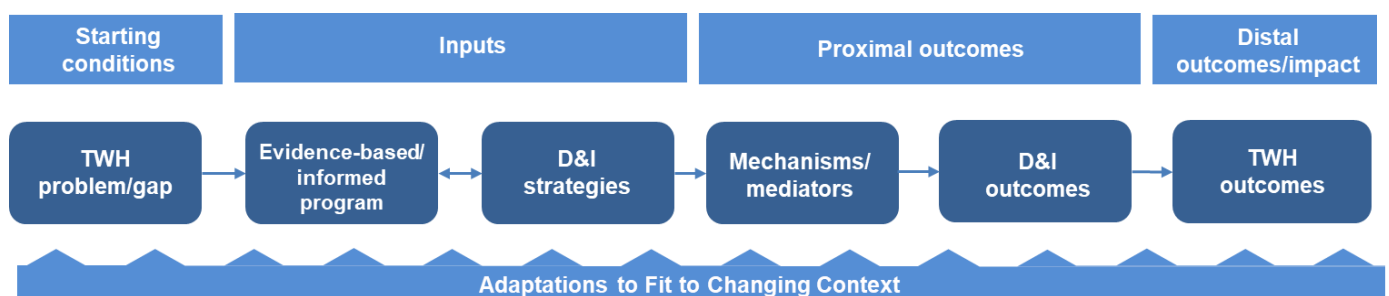 Starting
conditions
Inputs
Proximal outcomes
Distal
outcomes/impact
TWH
problem/gap
Evidence-based/
informed
program
D&I
strategies
Mechanisms/
mediators
D&I
outcomes
TWH
outcomes
Adaptations to Fit to Changing Context